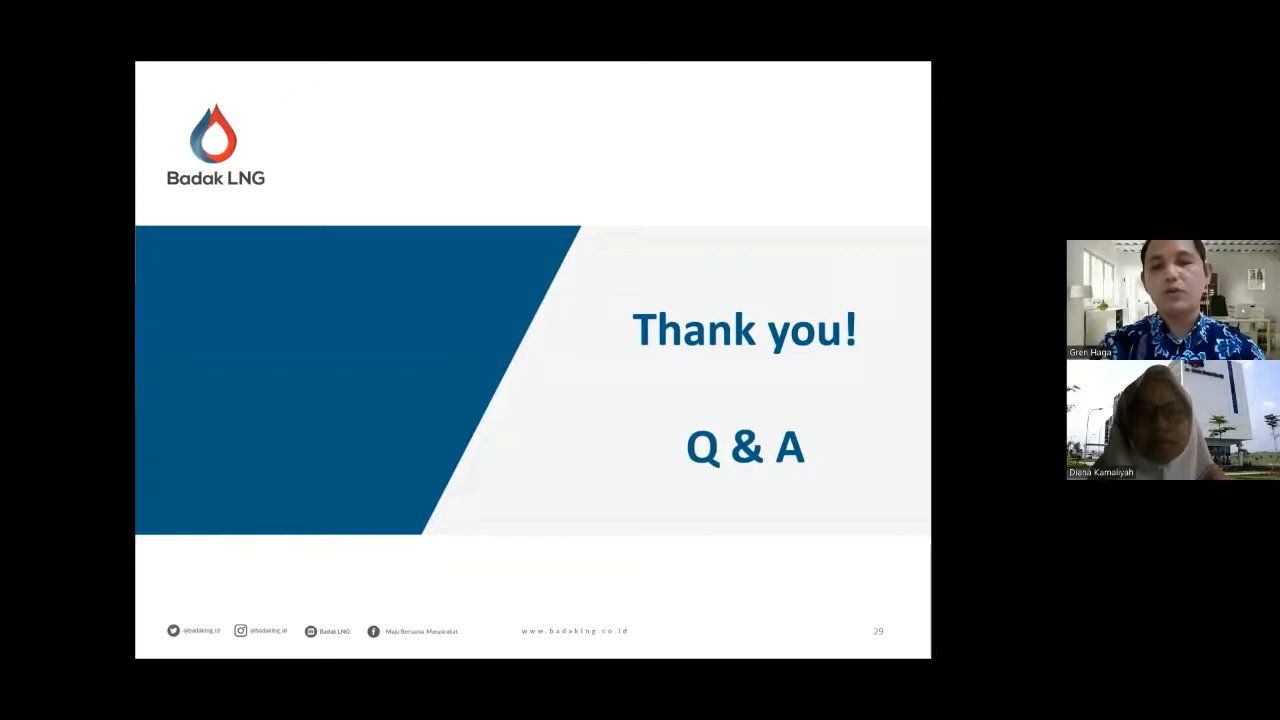 Badak LNG
Thank you!
Q & A
@badaklng_id
@badaklng_id
Badak LNG
Maju Bersama Masyarakat
www.badaklng.co.id
29
Gren Haga
Diana Kamaliyah